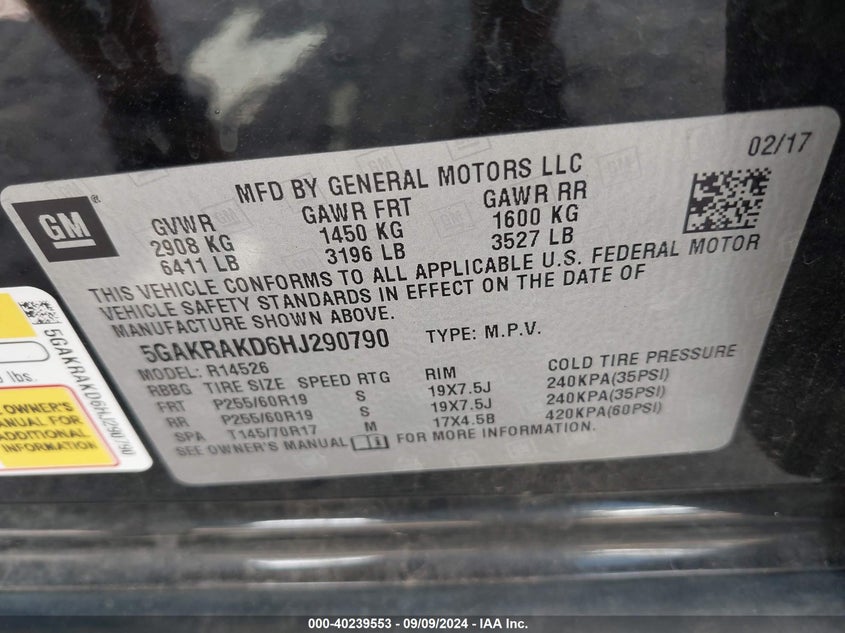 02/17
GM
MFD BY GENERAL MOTORS LLC
GVWR GAWR FRT GAWR RR
2908 KG 1450 KG 1600 KG
6411 LB 3196 LB 3527 LB
THIS VEHICLE CONFORMS TO ALL APPLICABLE U.S. FEDERAL MOTOR
VEHICLE SAFETY STANDARDS IN EFFECT ON THE DATE OF
MANUFACTURE SHOWN ABOVE.
5GAKRAKD6HJ290790 TYPE: M.P.V.
MODEL: R14526
RBBG TIRE SIZE SPEED RTG RIM COLD TIRE PRESSURE
FRT P255/60R19 S 19X7.5J 240KPA(35PSI)
RR P255/60R19 S 19X7.5J 240KPA(35PSI)
SPA T145/70R17 M 17X4.5B 420KPA(60PSI)
SEE OWNER'S MANUAL FOR MORE INFORMATION.
5GAKRAKD6HJ290790
lbs.
OWNER'S
MANUAL FOR
ADDITIONAL
INFORMATION
000-40239553 - 09/09/2024 - IAA Inc.